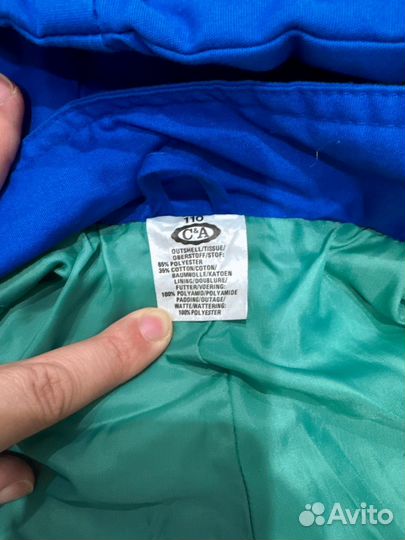 110
C&A
OUTSHELL/TISSUE/
OBERSTOFF/STOF:
65% POLYESTER
35% COTTON/COTON/
BAUMWOLLE/KATOEN
LINING/DOUBLURE/
FUTTER/VOERING:
100% POLYAMID/POLYAMIDE
PADDING/OUTAGE/
WATTE/WATTERING:
100% POLYESTER
Avito